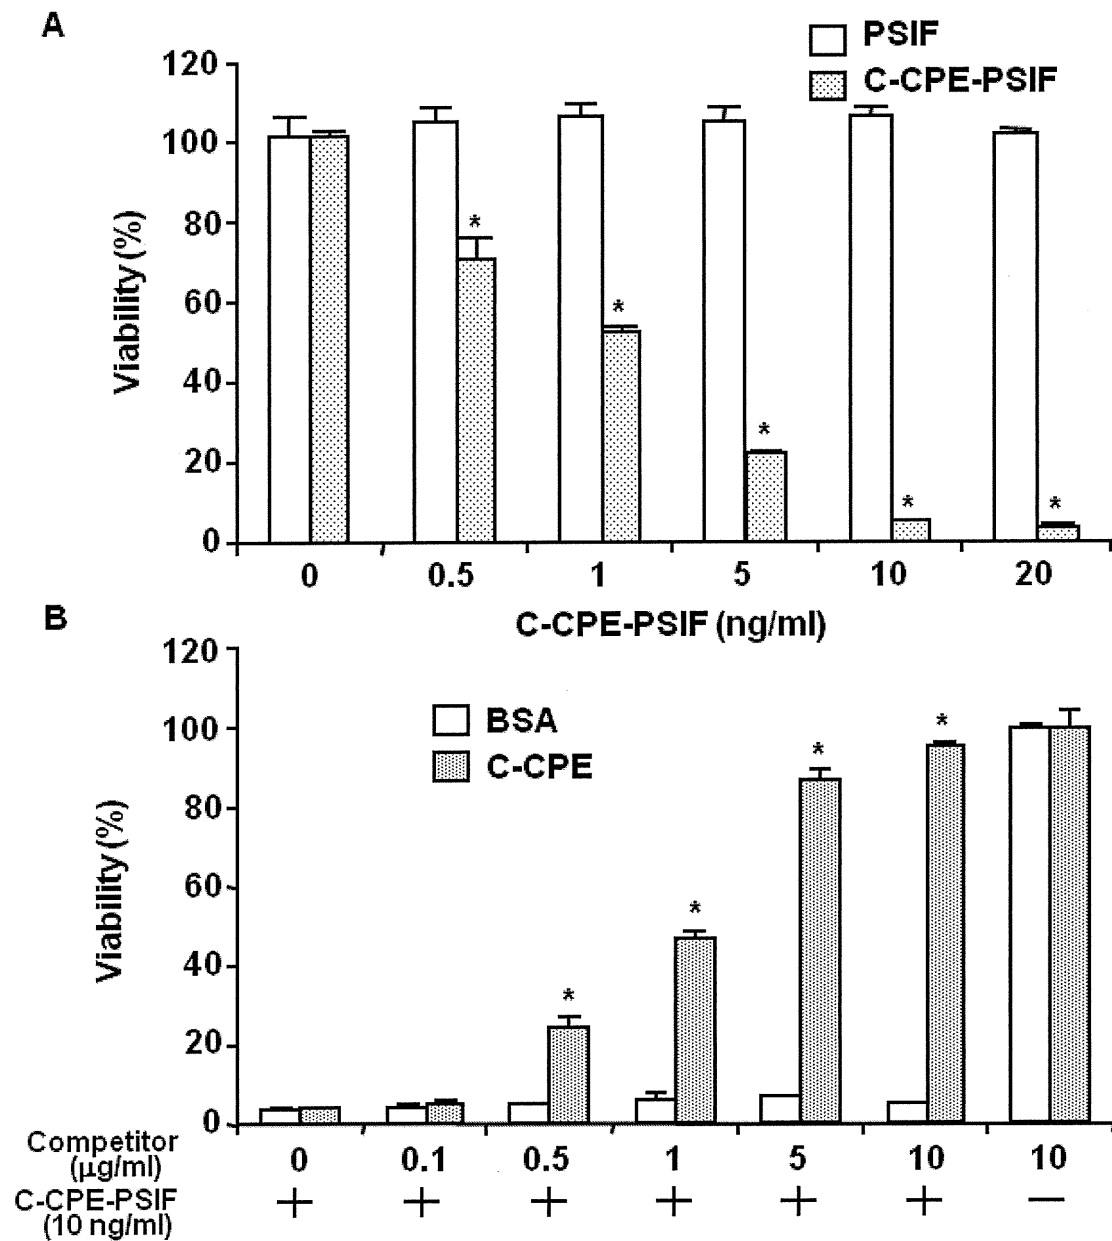 A
PSIF
C-CPE-PSIF
120
100
80
60
40
20
0
Viability (%)
* * * * *
0 0.5 1 5 10 20
C-CPE-PSIF (ng/ml)
B
120
100
80
60
40
20
0
Viability (%)
BSA
C-CPE
* * * *
Competitor (μg/ml) 0 0.1 0.5 1 5 10 10
C-CPE-PSIF (10 ng/ml) + + + + + + −